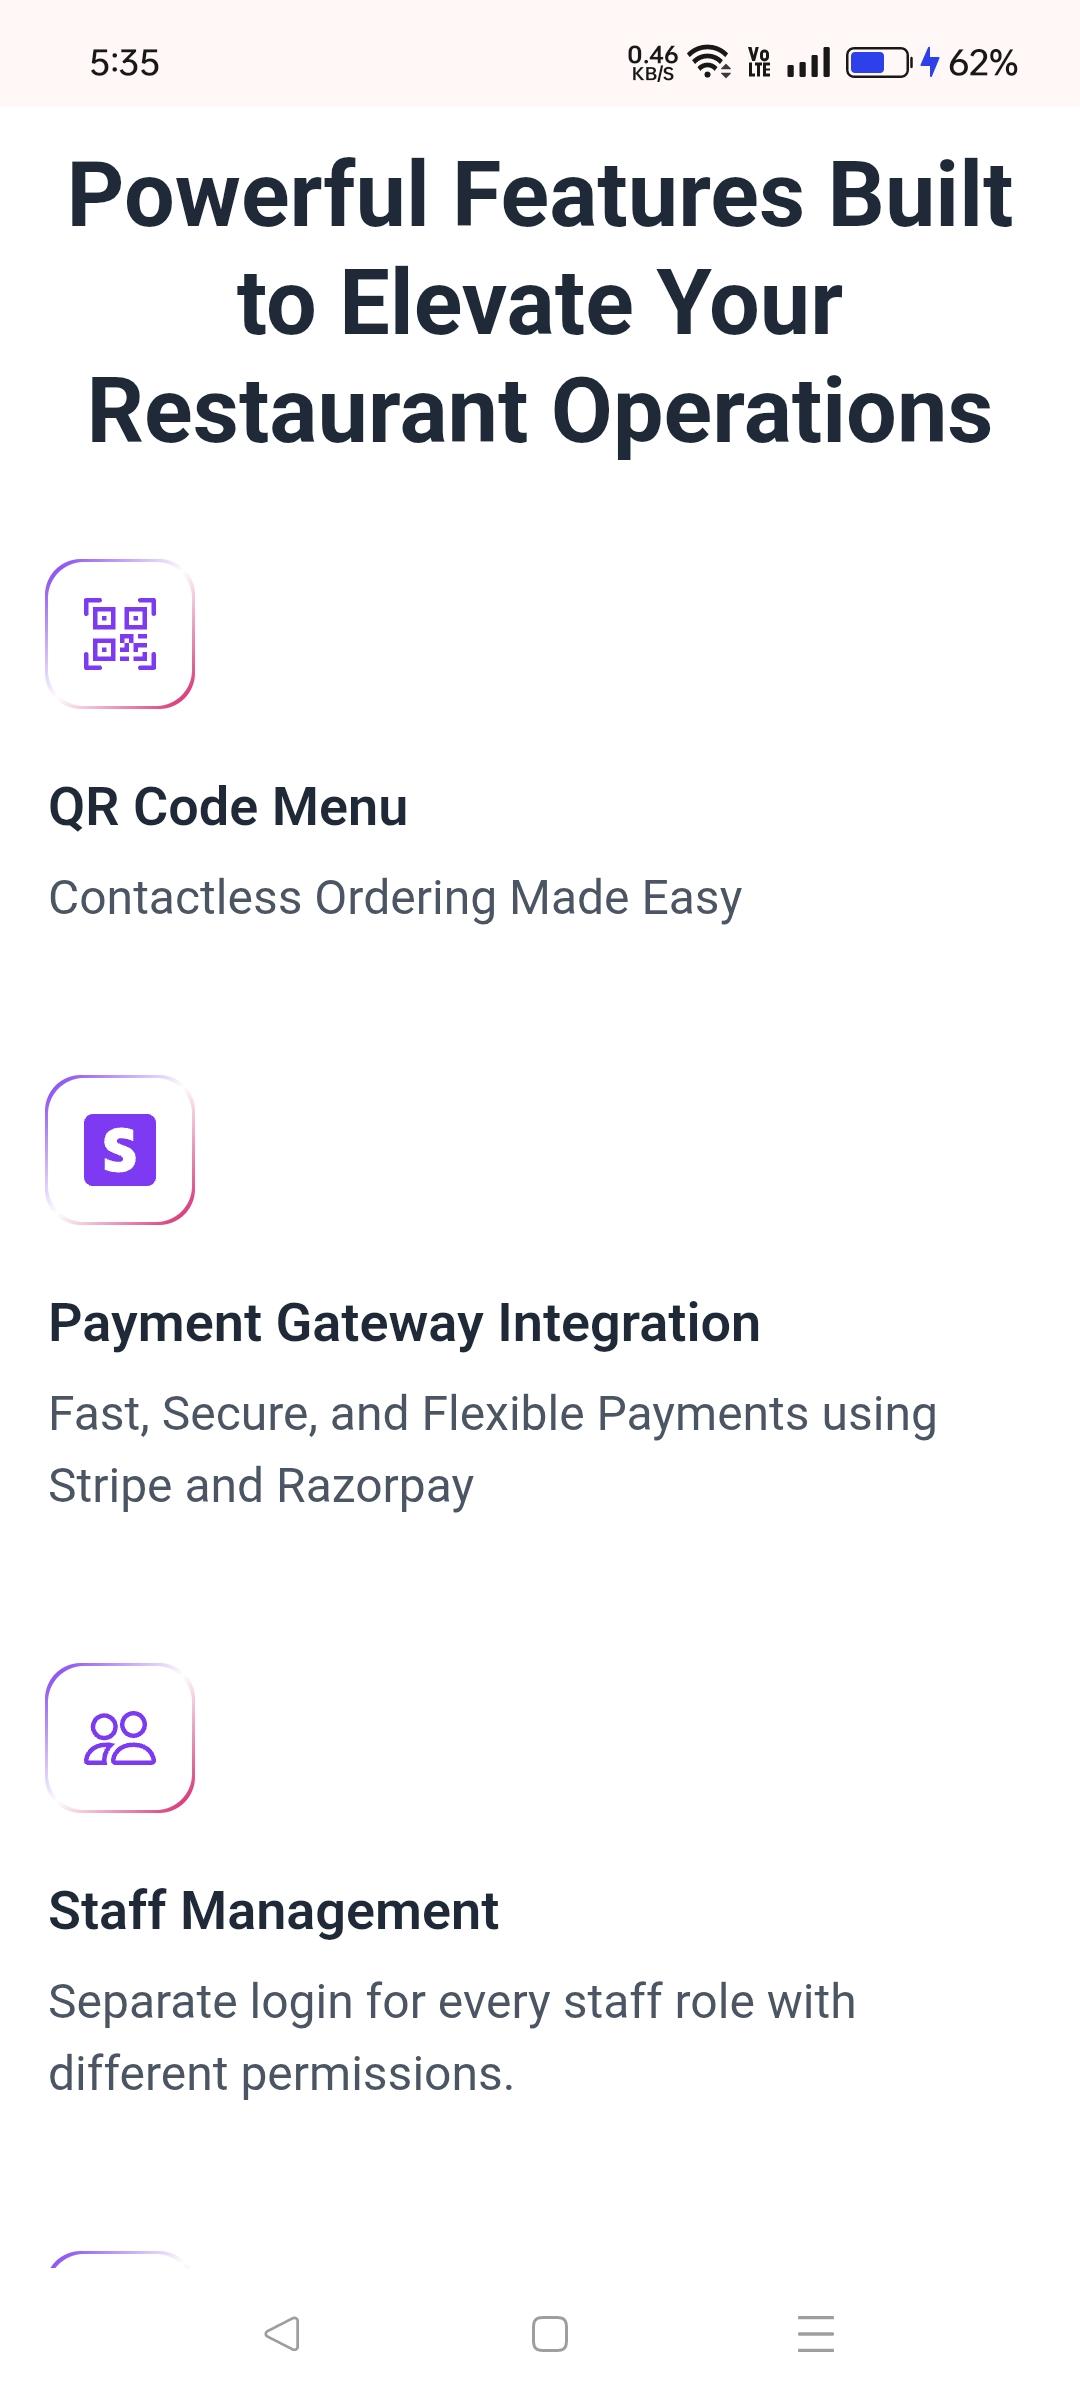 5:35
0.46
KB/S
Vo
LTE
62%
Powerful Features Built
to Elevate Your
Restaurant Operations
QR Code Menu
Contactless Ordering Made Easy
S
Payment Gateway Integration
Fast, Secure, and Flexible Payments using
Stripe and Razorpay
Staff Management
Separate login for every staff role with
different permissions.